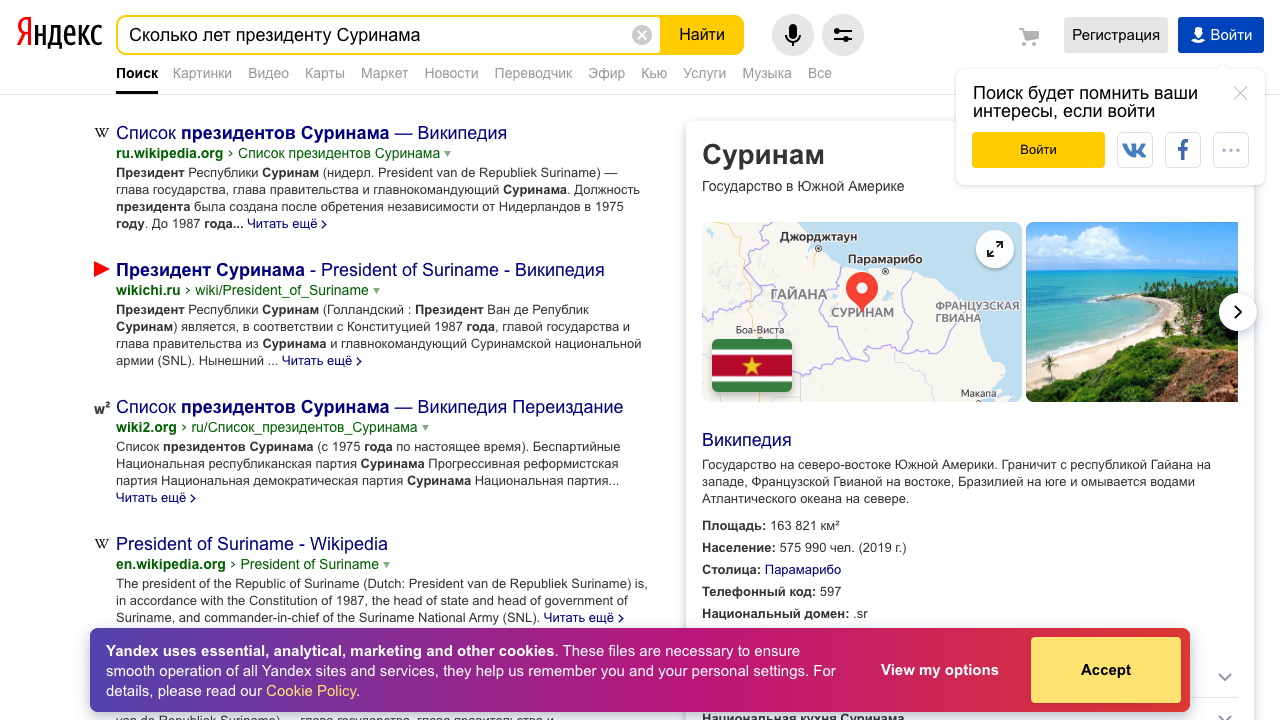 Яндекс
Сколько лет президенту Суринама
Найти
Регистрация
Войти
Поиск Картинки Видео Карты Маркет Новости Переводчик Эфир Кью Услуги Музыка Все
Поиск будет помнить ваши
интересы, если войти
Войти
Список президентов Суринама — Википедия
ru.wikipedia.org › Список президентов Суринама
Президент Республики Суринам (нидерл. President van de Republiek Suriname) —
глава государства, глава правительства и главнокомандующий Суринама. Должность
президента была создана после обретения независимости от Нидерландов в 1975
году. До 1987 года... Читать ещё ›
Президент Суринама - President of Suriname - Википедия
wikichi.ru › wiki/President_of_Suriname
Президент Республики Суринам (Голландский : Президент Ван де Републик
Суринам) является, в соответствии с Конституцией 1987 года, главой государства и
глава правительства из Суринама и главнокомандующий Суринамской национальной
армии (SNL). Нынешний ... Читать ещё ›
w²
Список президентов Суринама — Википедия Переиздание
wiki2.org › ru/Список_президентов_Суринама
Список президентов Суринама (с 1975 года по настоящее время). Беспартийные
Национальная республиканская партия Суринама Прогрессивная реформистская
партия Национальная демократическая партия Суринама Национальная партия...
Читать ещё ›
President of Suriname - Wikipedia
en.wikipedia.org › President of Suriname
The president of the Republic of Suriname (Dutch: President van de Republiek Suriname) is,
in accordance with the Constitution of 1987, the head of state and head of government of
Suriname, and commander-in-chief of the Suriname National Army (SNL). Читать ещё ›
Суринам
Государство в Южной Америке
Джорджтаун
Парамарибо
ГАЙАНА
СУРИНАМ
ФРАНЦУЗСКАЯ
ГВИАНА
Боа-Виста
Макапа
Википедия
Государство на северо-востоке Южной Америки. Граничит с республикой Гайана на
западе, Французской Гвианой на востоке, Бразилией на юге и омывается водами
Атлантического океана на севере.
Площадь: 163 821 км²
Население: 575 990 чел. (2019 г.)
Столица: Парамарибо
Телефонный код: 597
Национальный домен: .sr
Yandex uses essential, analytical, marketing and other cookies. These files are necessary to ensure
smooth operation of all Yandex sites and services, they help us remember you and your personal settings. For
details, please read our Cookie Policy.
View my options
Accept
van de Republiek Suriname) — глава государства, глава правительства и
Национальная кухня Суринама